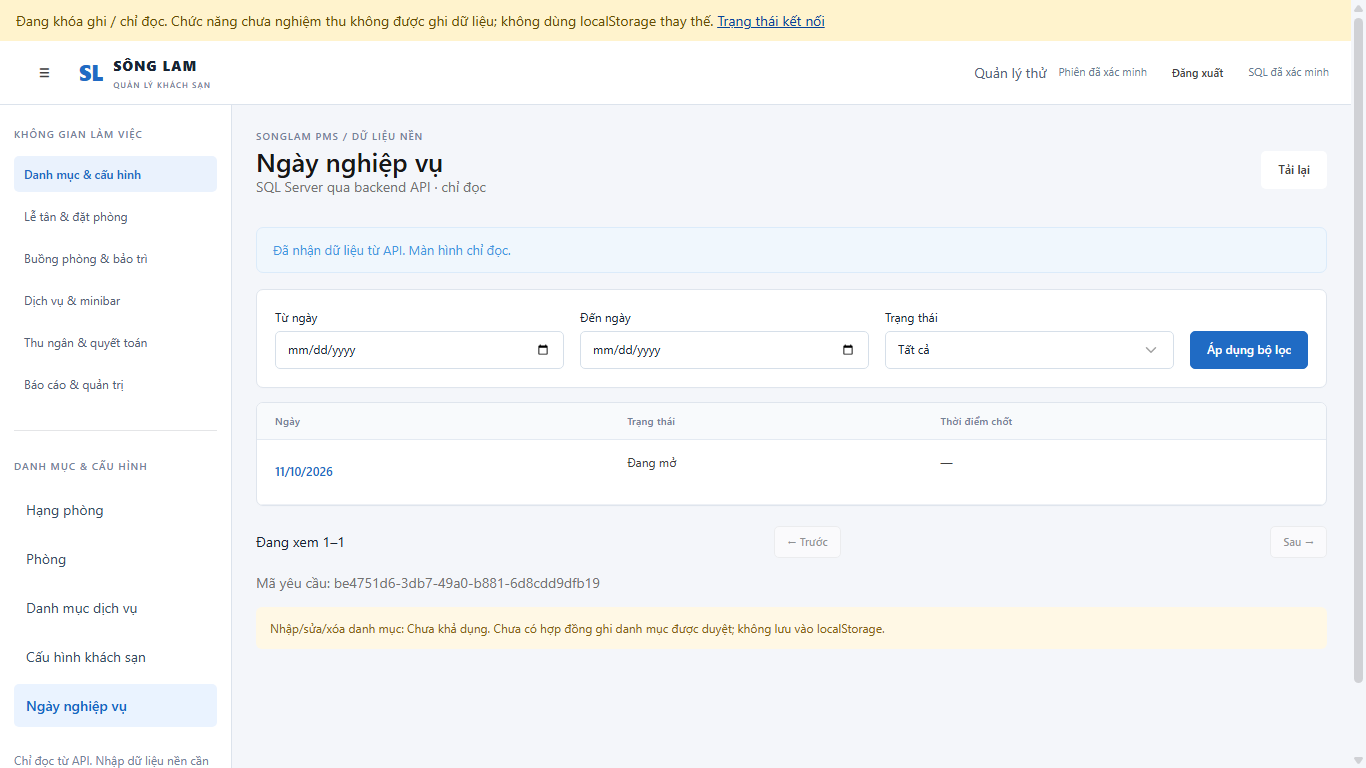 Đang khóa ghi / chỉ đọc. Chức năng chưa nghiệm thu không được ghi dữ liệu; không dùng localStorage thay thế. Trạng thái kết nối
☰ SL SÔNG LAM
QUẢN LÝ KHÁCH SẠN
Quản lý thử Phiên đã xác minh Đăng xuất SQL đã xác minh
KHÔNG GIAN LÀM VIỆC
Danh mục & cấu hình
Lễ tân & đặt phòng
Buồng phòng & bảo trì
Dịch vụ & minibar
Thu ngân & quyết toán
Báo cáo & quản trị
DANH MỤC & CẤU HÌNH
Hạng phòng
Phòng
Danh mục dịch vụ
Cấu hình khách sạn
Ngày nghiệp vụ
Chỉ đọc từ API. Nhập dữ liệu nền cần
SONGLAM PMS / DỮ LIỆU NỀN
Ngày nghiệp vụ
SQL Server qua backend API · chỉ đọc
Tải lại
Đã nhận dữ liệu từ API. Màn hình chỉ đọc.
Từ ngày Đến ngày Trạng thái
mm/dd/yyyy mm/dd/yyyy Tất cả Áp dụng bộ lọc
Ngày Trạng thái Thời điểm chốt
11/10/2026 Đang mở —
Đang xem 1–1 ← Trước Sau →
Mã yêu cầu: be4751d6-3db7-49a0-b881-6d8cdd9dfb19
Nhập/sửa/xóa danh mục: Chưa khả dụng. Chưa có hợp đồng ghi danh mục được duyệt; không lưu vào localStorage.